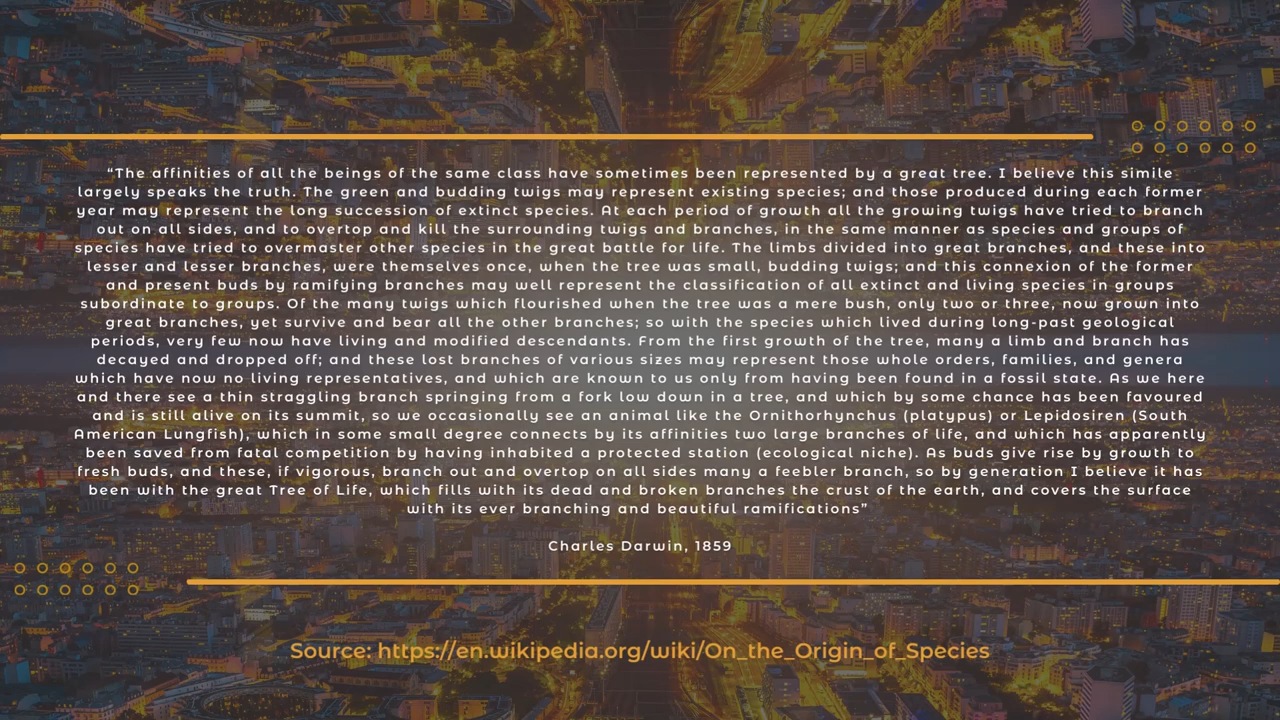 “The affinities of all the beings of the same class have sometimes been represented by a great tree. I believe this simile
largely speaks the truth. The green and budding twigs may represent existing species; and those produced during each former
year may represent the long succession of extinct species. At each period of growth all the growing twigs have tried to branch
out on all sides, and to overtop and kill the surrounding twigs and branches, in the same manner as species and groups of
species have tried to overmaster other species in the great battle for life. The limbs divided into great branches, and these into
lesser and lesser branches, were themselves once, when the tree was small, budding twigs; and this connexion of the former
and present buds by ramifying branches may well represent the classification of all extinct and living species in groups
subordinate to groups. Of the many twigs which flourished when the tree was a mere bush, only two or three, now grown into
great branches, yet survive and bear all the other branches; so with the species which lived during long-past geological
periods, very few now have living and modified descendants. From the first growth of the tree, many a limb and branch has
decayed and dropped off; and these lost branches of various sizes may represent those whole orders, families, and genera
which have now no living representatives, and which are known to us only from having been found in a fossil state. As we here
and there see a thin straggling branch springing from a fork low down in a tree, and which by some chance has been favoured
and is still alive on its summit, so we occasionally see an animal like the Ornithorhynchus (platypus) or Lepidosiren (South
American Lungfish), which in some small degree connects by its affinities two large branches of life, and which has apparently
been saved from fatal competition by having inhabited a protected station (ecological niche). As buds give rise by growth to
fresh buds, and these, if vigorous, branch out and overtop on all sides many a feebler branch, so by generation I believe it has
been with the great Tree of Life, which fills with its dead and broken branches the crust of the earth, and covers the surface
with its ever branching and beautiful ramifications”
Charles Darwin, 1859
Source: https://en.wikipedia.org/wiki/On_the_Origin_of_Species